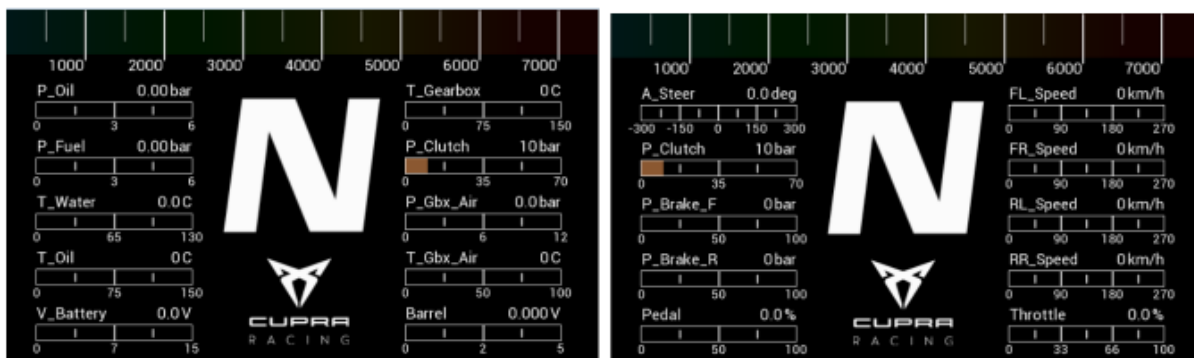 1000 2000 3000 4000 5000 6000 7000
P_Oil 0.00bar
0 3 6
P_Fuel 0.00bar
0 3 6
T_Water 0.0C
0 65 130
T_Oil 0C
0 75 150
V_Battery 0.0V
0 7 15
N
CUPRA
RACING
T_Gearbox 0C
0 75 150
P_Clutch 10bar
0 35 70
P_Gbx_Air 0.0bar
0 6 12
T_Gbx_Air 0C
0 50 100
Barrel 0.000V
0 2 5
1000 2000 3000 4000 5000 6000 7000
A_Steer 0.0deg
-300 -150 0 150 300
P_Clutch 10bar
0 35 70
P_Brake_F 0bar
0 50 100
P_Brake_R 0bar
0 50 100
Pedal 0.0%
0 50 100
N
CUPRA
RACING
FL_Speed 0km/h
0 90 180 270
FR_Speed 0km/h
0 90 180 270
RL_Speed 0km/h
0 90 180 270
RR_Speed 0km/h
0 90 180 270
Throttle 0.0%
0 33 66 100